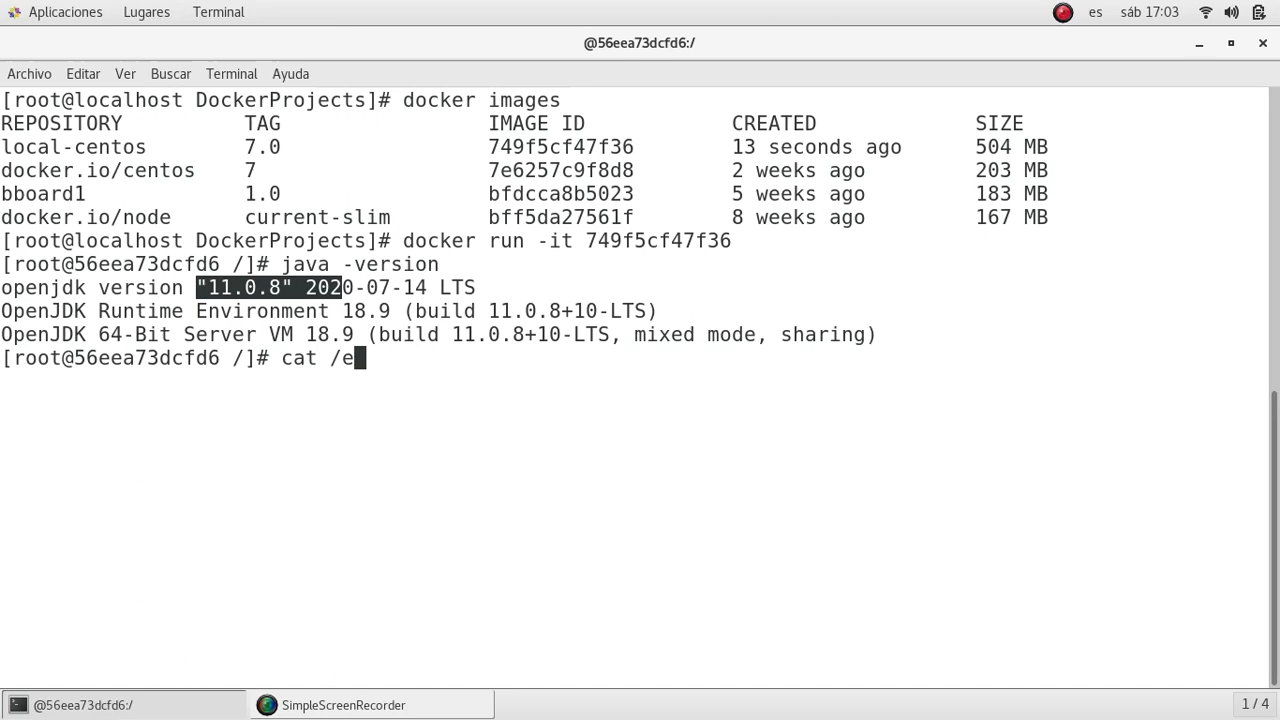 Aplicaciones Lugares Terminal es sáb 17:03
@56eea73dcfd6:/
Archivo Editar Ver Buscar Terminal Ayuda
[root@localhost DockerProjects]# docker images
REPOSITORY TAG IMAGE ID CREATED SIZE
local-centos 7.0 749f5cf47f36 13 seconds ago 504 MB
docker.io/centos 7 7e6257c9f8d8 2 weeks ago 203 MB
bboard1 1.0 bfdcca8b5023 5 weeks ago 183 MB
docker.io/node current-slim bff5da27561f 8 weeks ago 167 MB
[root@localhost DockerProjects]# docker run -it 749f5cf47f36
[root@56eea73dcfd6 /]# java -version
openjdk version "11.0.8" 2020-07-14 LTS
OpenJDK Runtime Environment 18.9 (build 11.0.8+10-LTS)
OpenJDK 64-Bit Server VM 18.9 (build 11.0.8+10-LTS, mixed mode, sharing)
[root@56eea73dcfd6 /]# cat /e
@56eea73dcfd6:/ SimpleScreenRecorder 1 / 4